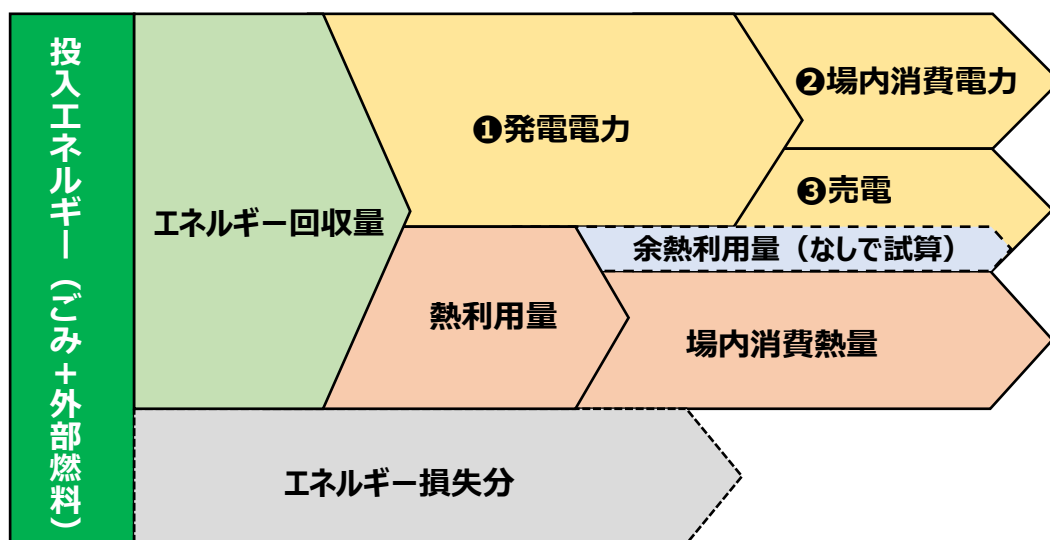 投入エネルギー（ごみ＋外部燃料）
エネルギー回収量
❶発電電力
❷場内消費電力
❸売電
余熱利用量（なしで試算）
熱利用量
場内消費熱量
エネルギー損失分